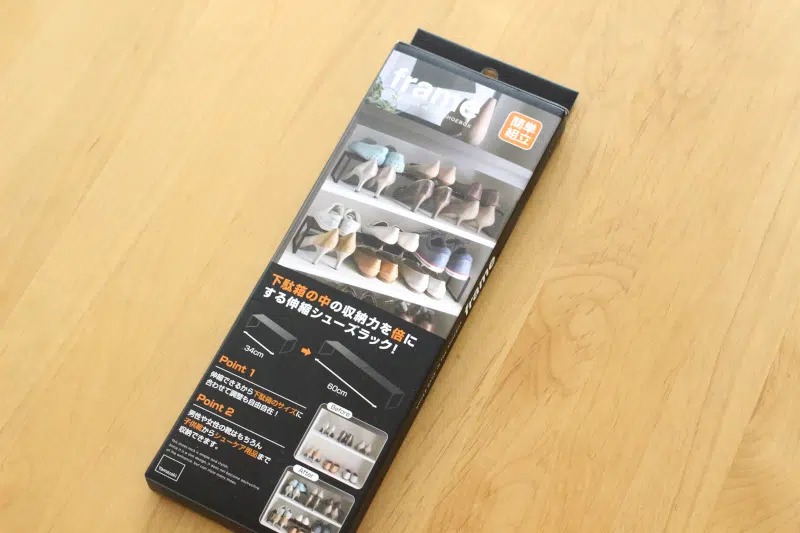 frame
SHOEBOX
簡単
組立
下駄箱の中の収納力を倍に
する伸縮シューズラック!
34cm
60cm
Point 1
伸縮できるから下駄箱のサイズに
合わせて調整も自由自在!
Point 2
男性や女性の靴はもちろん
子供靴からシューケア用品まで
収納できます。
Before
After
Yamazaki
frame